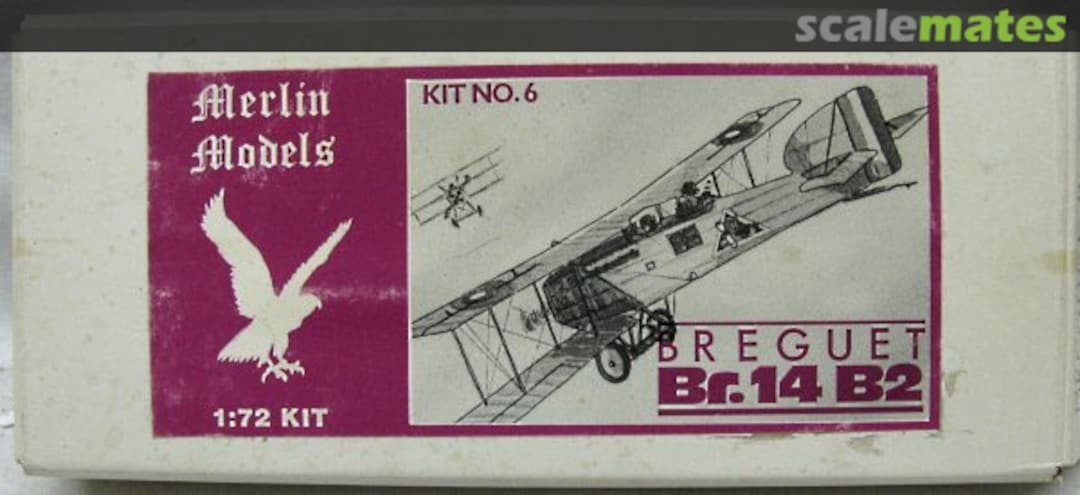 scalemates
Merlin
Models
1:72 KIT
KIT NO. 6
BREGUET
Br.14 B2